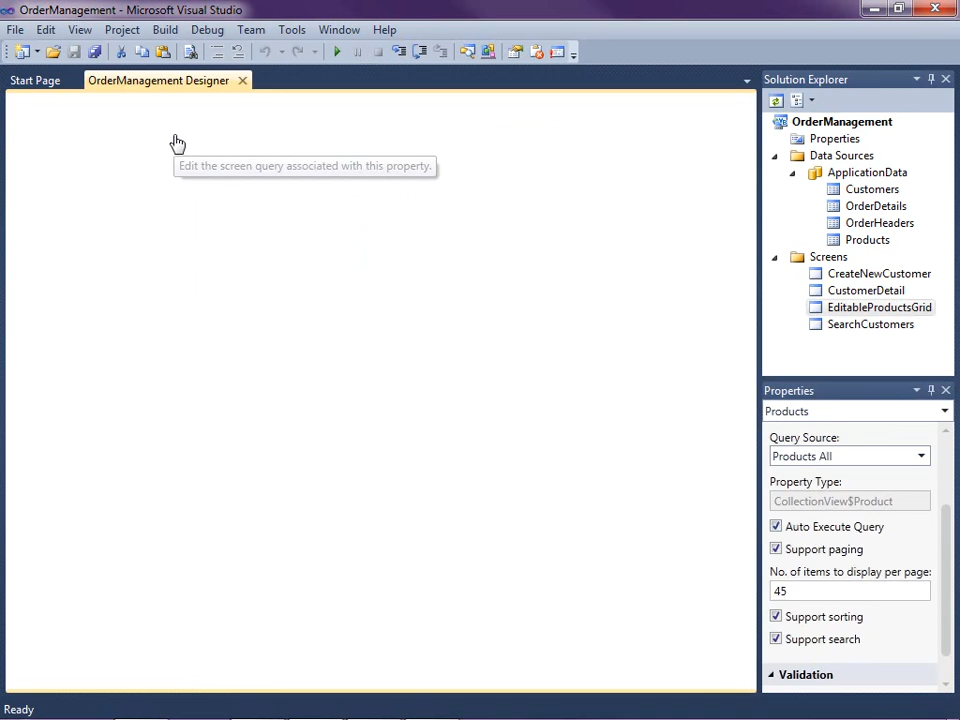 OrderManagement - Microsoft Visual Studio
File Edit View Project Build Debug Team Tools Window Help
Start Page
OrderManagement Designer
Edit the screen query associated with this property.
Solution Explorer
OrderManagement
Properties
Data Sources
ApplicationData
Customers
OrderDetails
OrderHeaders
Products
Screens
CreateNewCustomer
CustomerDetail
EditableProductsGrid
SearchCustomers
Properties
Products
Query Source:
Products All
Property Type:
CollectionView$Product
Auto Execute Query
Support paging
No. of items to display per page:
45
Support sorting
Support search
Validation
Ready